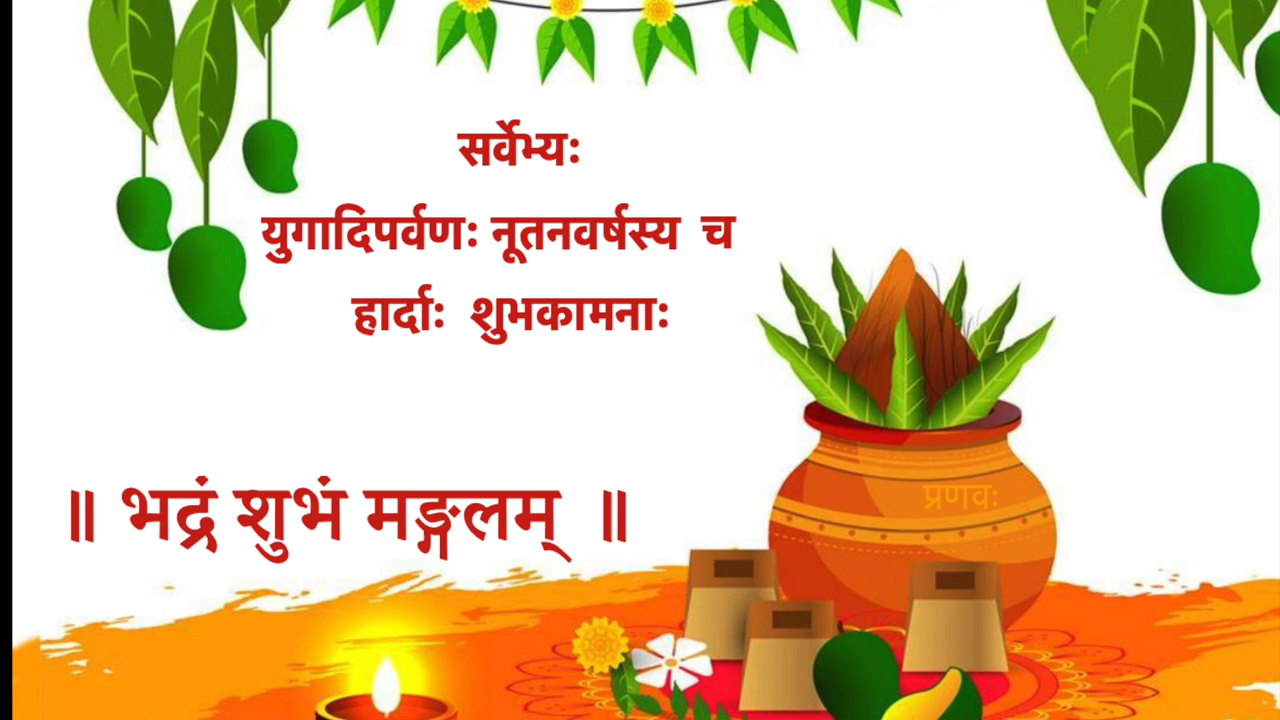 सर्वेभ्यः
युगादिपर्वणः नूतनवर्षस्य च
हार्दाः शुभकामनाः
॥ भद्रं शुभं मङ्गलम् ॥
प्रणवः